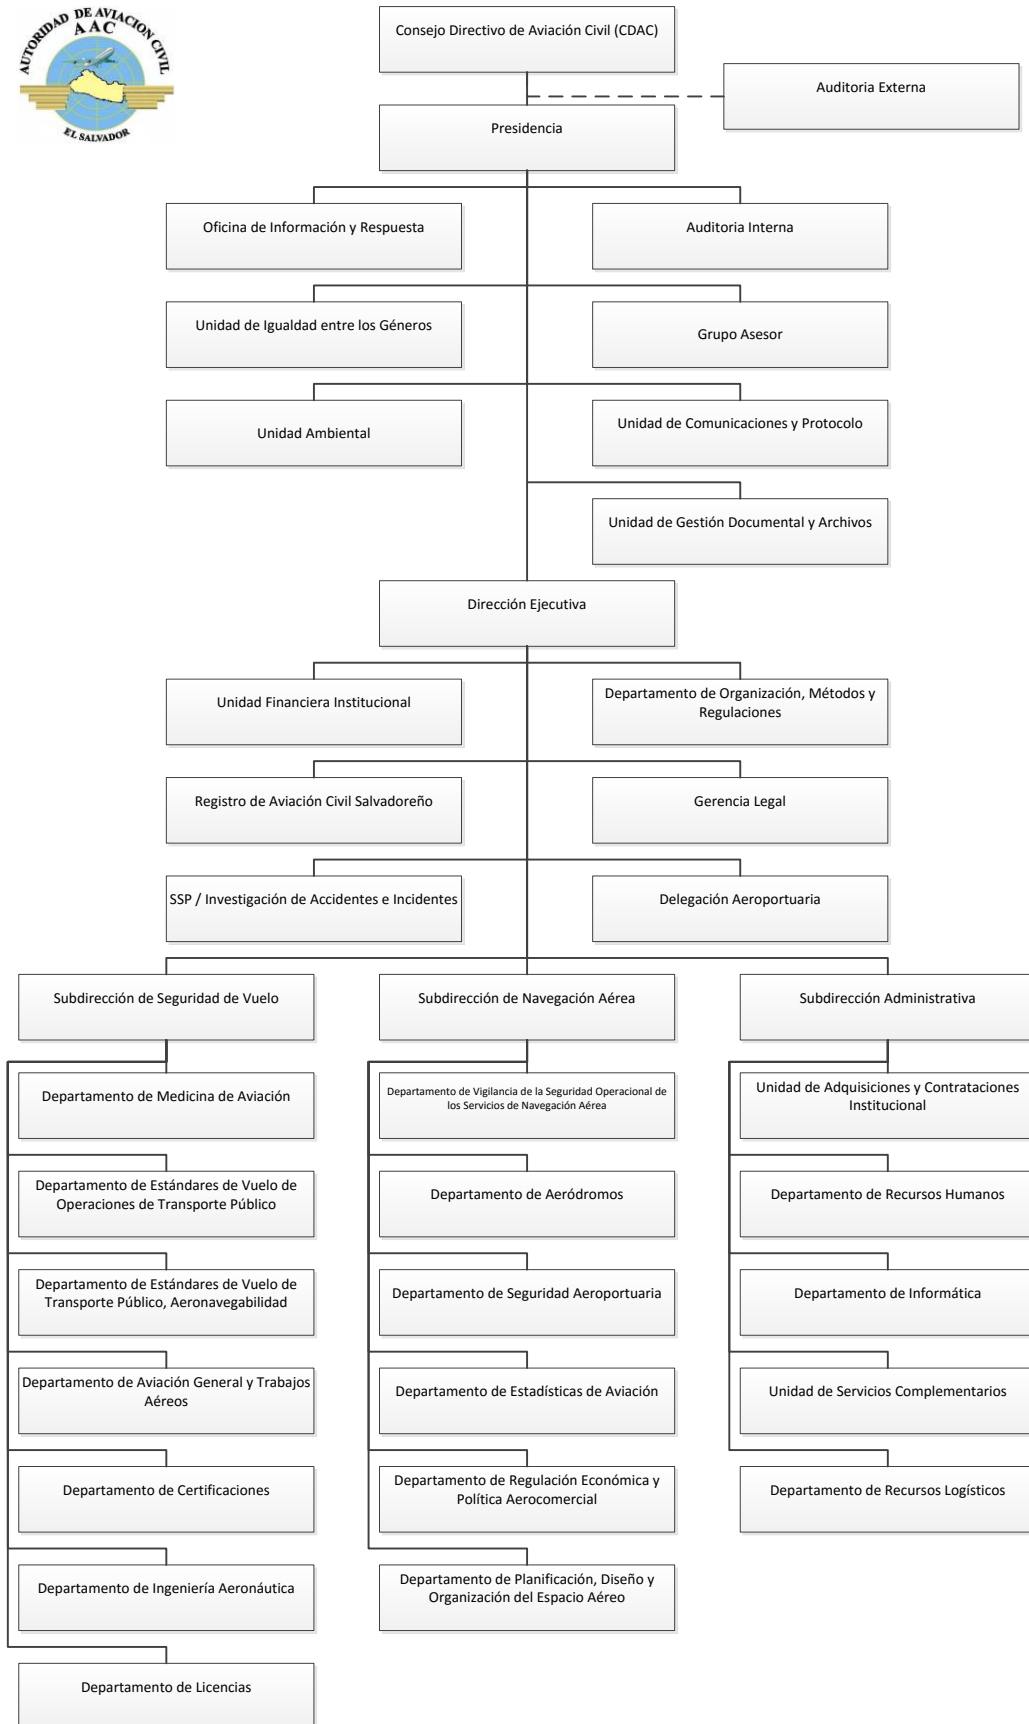 AUTORIDAD DE AVIACION CIVIL
AAC
EL SALVADOR
Consejo Directivo de Aviación Civil (CDAC)
Auditoria Externa
Presidencia
Oficina de Información y Respuesta
Auditoria Interna
Unidad de Igualdad entre los Géneros
Grupo Asesor
Unidad Ambiental
Unidad de Comunicaciones y Protocolo
Unidad de Gestión Documental y Archivos
Dirección Ejecutiva
Unidad Financiera Institucional
Departamento de Organización, Métodos y
Regulaciones
Registro de Aviación Civil Salvadoreño
Gerencia Legal
SSP / Investigación de Accidentes e Incidentes
Delegación Aeroportuaria
Subdirección de Seguridad de Vuelo
Subdirección de Navegación Aérea
Subdirección Administrativa
Departamento de Medicina de Aviación
Departamento de Vigilancia de la Seguridad Operacional de
los Servicios de Navegación Aérea
Unidad de Adquisiciones y Contrataciones
Institucional
Departamento de Estándares de Vuelo de
Operaciones de Transporte Público
Departamento de Aeródromos
Departamento de Recursos Humanos
Departamento de Estándares de Vuelo de
Transporte Público, Aeronavegabilidad
Departamento de Seguridad Aeroportuaria
Departamento de Informática
Departamento de Aviación General y Trabajos
Aéreos
Departamento de Estadísticas de Aviación
Unidad de Servicios Complementarios
Departamento de Certificaciones
Departamento de Regulación Económica y
Política Aerocomercial
Departamento de Recursos Logísticos
Departamento de Ingeniería Aeronáutica
Departamento de Planificación, Diseño y
Organización del Espacio Aéreo
Departamento de Licencias